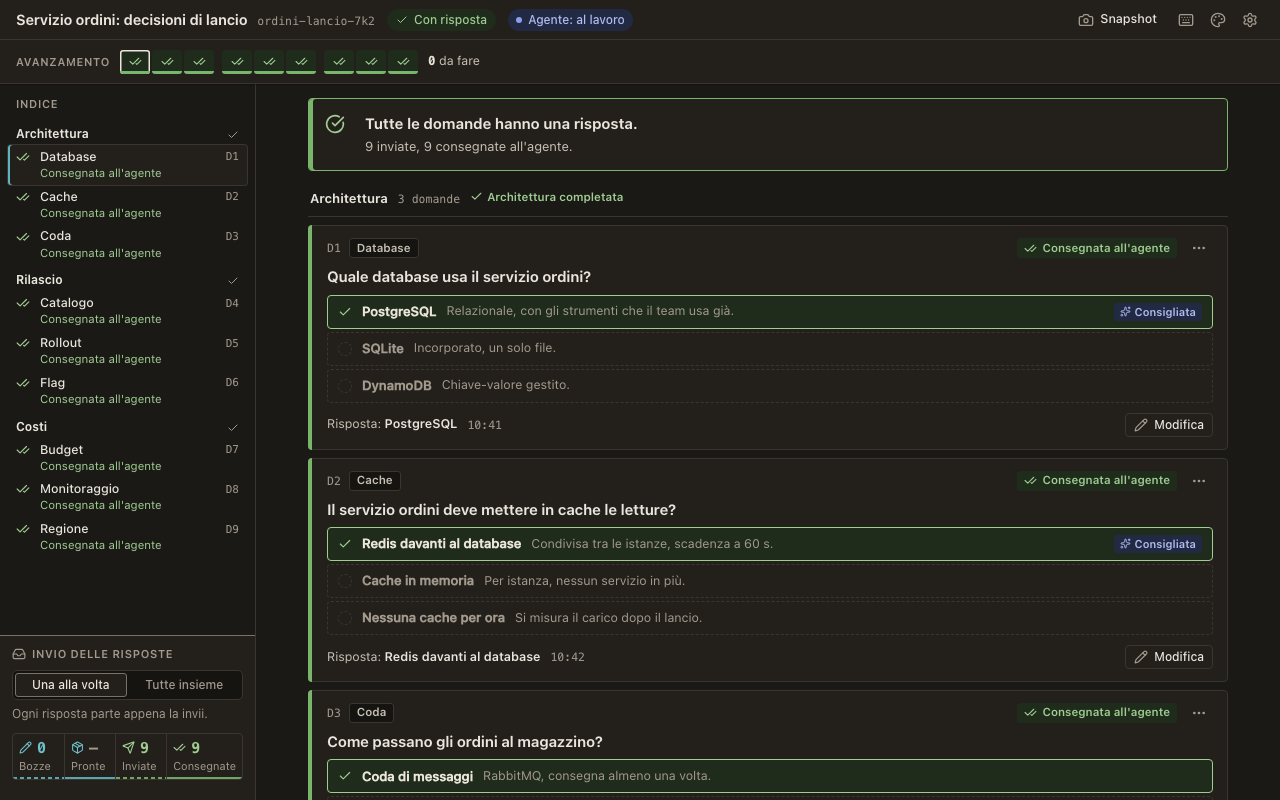 Servizio ordini: decisioni di lancio ordini-lancio-7k2 Con risposta Agente: al lavoro Snapshot
AVANZAMENTO 0 da fare
INDICE
Architettura
Database D1
Consegnata all'agente
Cache D2
Consegnata all'agente
Coda D3
Consegnata all'agente
Rilascio
Catalogo D4
Consegnata all'agente
Rollout D5
Consegnata all'agente
Flag D6
Consegnata all'agente
Costi
Budget D7
Consegnata all'agente
Monitoraggio D8
Consegnata all'agente
Regione D9
Consegnata all'agente
INVIO DELLE RISPOSTE
Una alla volta Tutte insieme
Ogni risposta parte appena la invii.
0 – 9 9
Bozze Pronte Inviate Consegnate
Tutte le domande hanno una risposta.
9 inviate, 9 consegnate all'agente.
Architettura 3 domande Architettura completata
D1 Database Consegnata all'agente
Quale database usa il servizio ordini?
PostgreSQL Relazionale, con gli strumenti che il team usa già. Consigliata
SQLite Incorporato, un solo file.
DynamoDB Chiave-valore gestito.
Risposta: PostgreSQL 10:41 Modifica
D2 Cache Consegnata all'agente
Il servizio ordini deve mettere in cache le letture?
Redis davanti al database Condivisa tra le istanze, scadenza a 60 s. Consigliata
Cache in memoria Per istanza, nessun servizio in più.
Nessuna cache per ora Si misura il carico dopo il lancio.
Risposta: Redis davanti al database 10:42 Modifica
D3 Coda Consegnata all'agente
Come passano gli ordini al magazzino?
Coda di messaggi RabbitMQ, consegna almeno una volta.